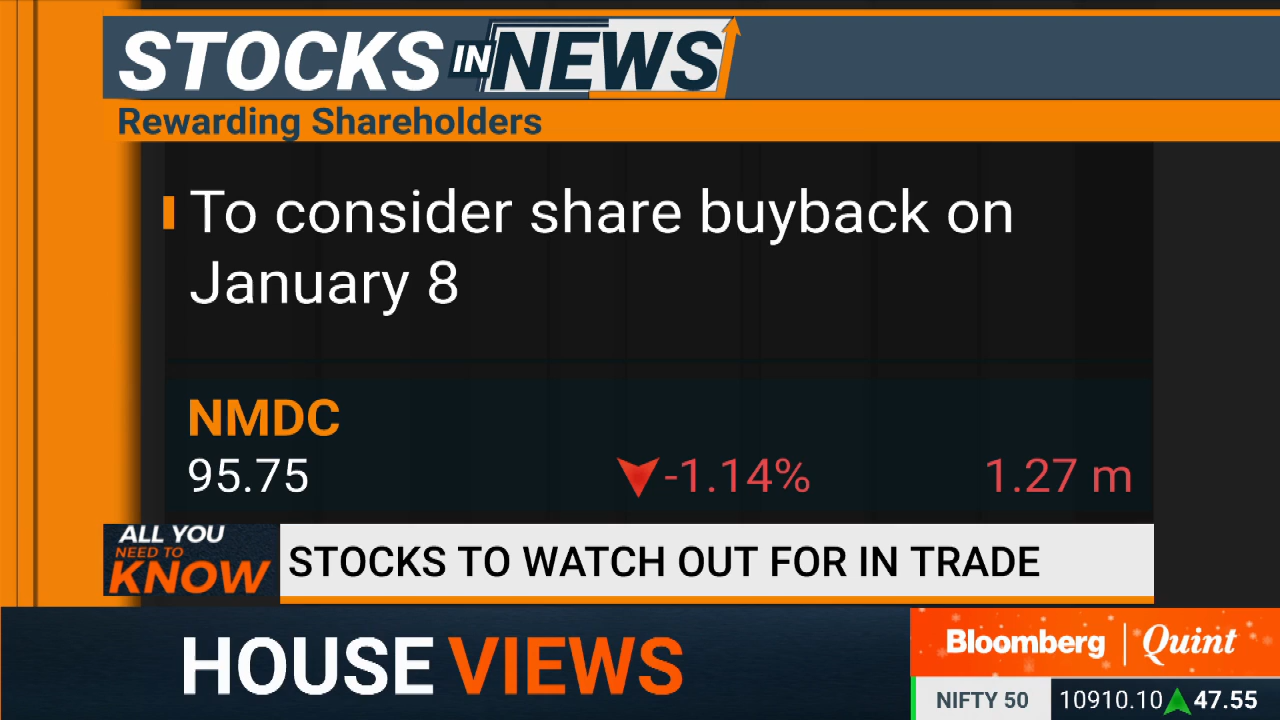 STOCKS IN NEWS
Rewarding Shareholders
To consider share buyback on
January 8
NMDC
95.75 -1.14% 1.27 m
ALL YOU
NEED TO
KNOW
STOCKS TO WATCH OUT FOR IN TRADE
HOUSE VIEWS
Bloomberg | Quint
NIFTY 50 10910.10 47.55